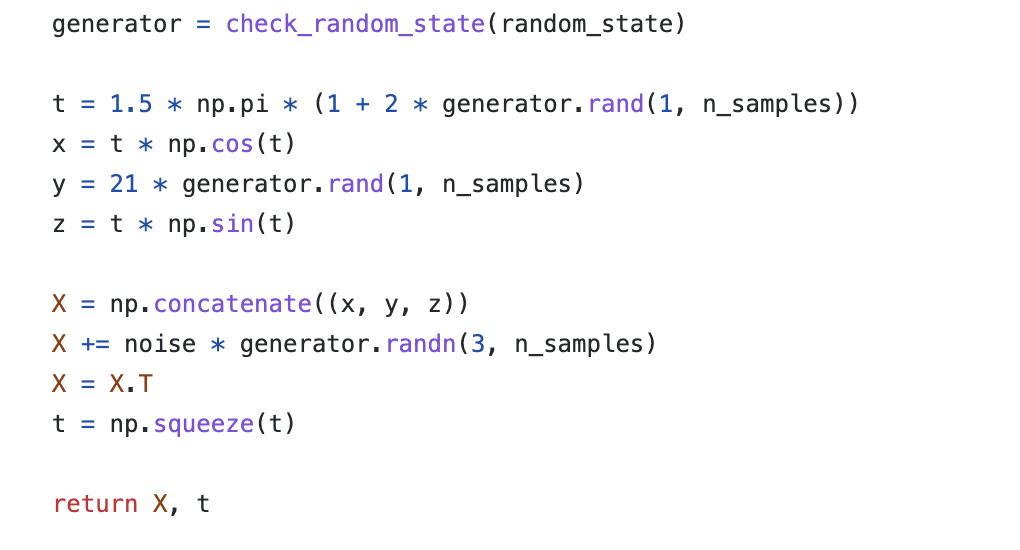 generator = check_random_state(random_state)
t = 1.5 * np.pi * (1 + 2 * generator.rand(1, n_samples))
x = t * np.cos(t)
y = 21 * generator.rand(1, n_samples)
z = t * np.sin(t)
X = np.concatenate((x, y, z))
X += noise * generator.randn(3, n_samples)
X = X.T
t = np.squeeze(t)
return X, t